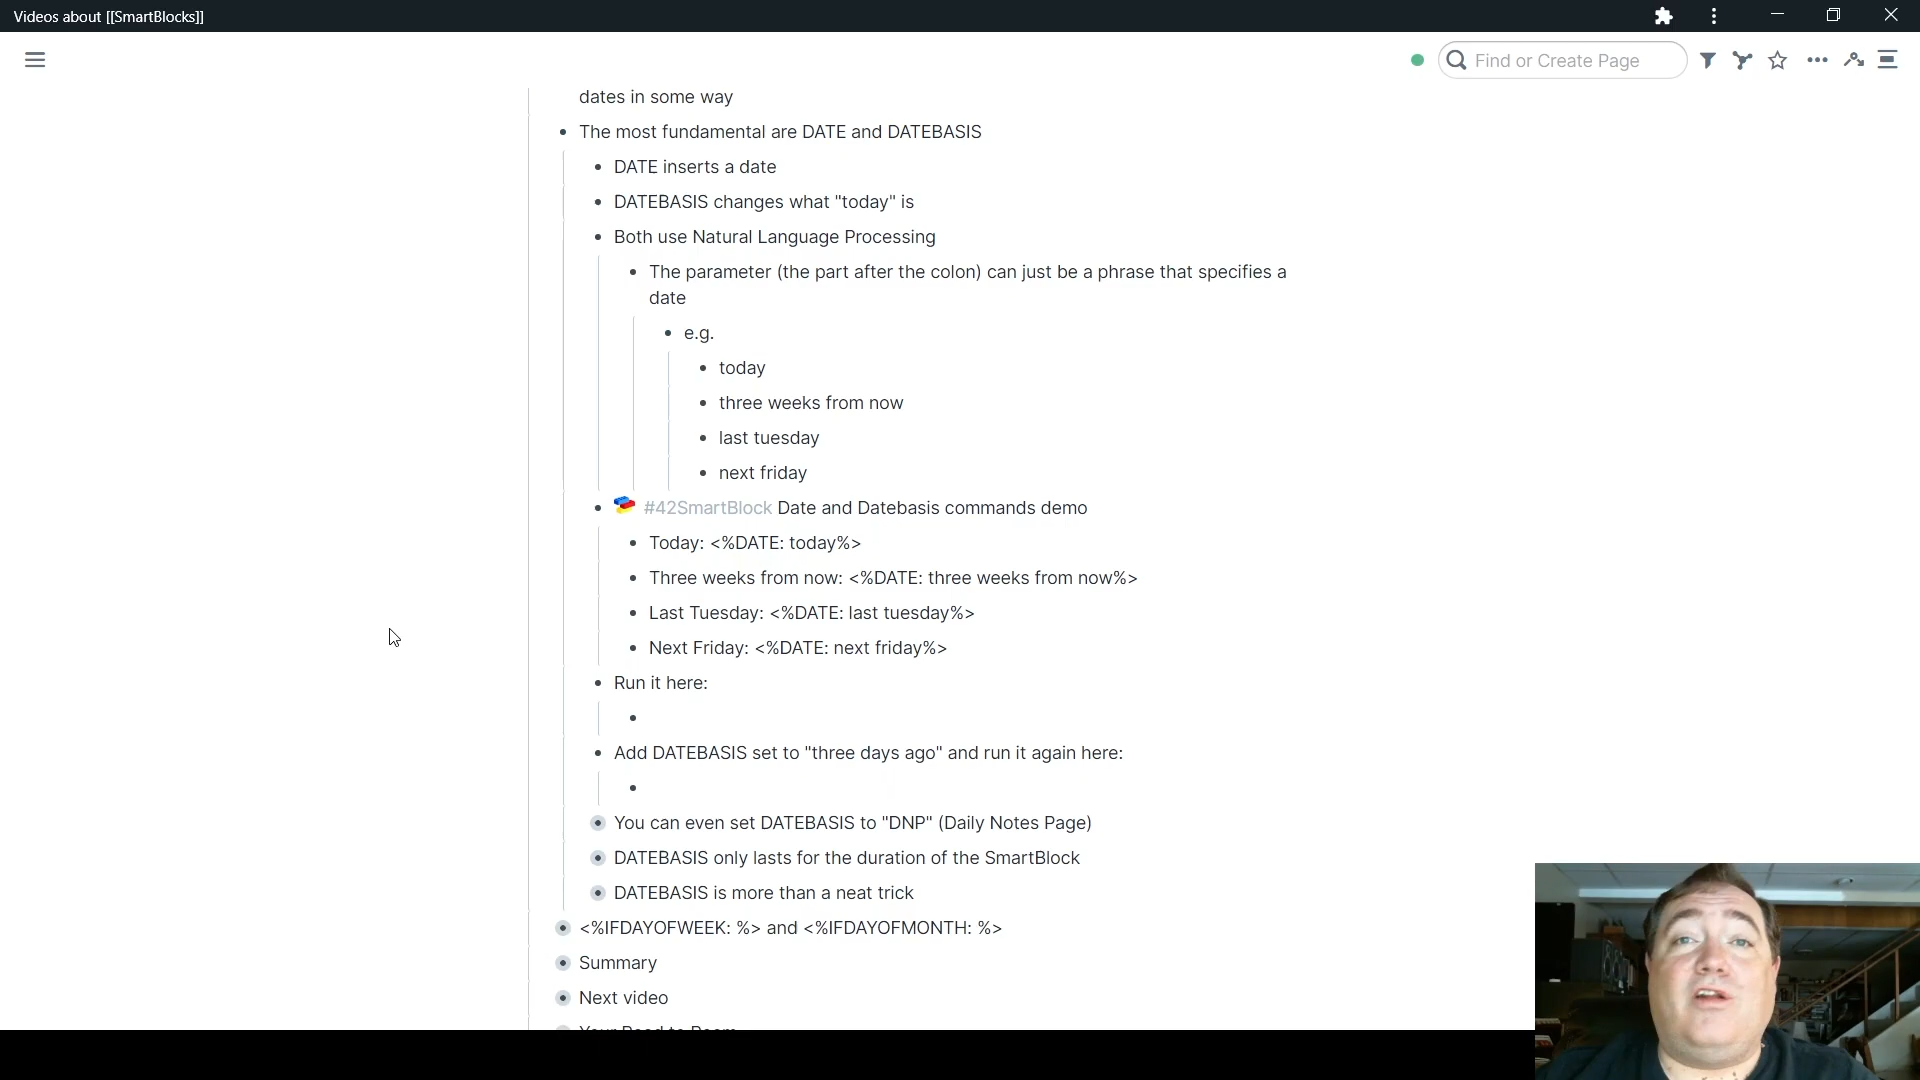 Videos about [[SmartBlocks]]
Find or Create Page
dates in some way
The most fundamental are DATE and DATEBASIS
DATE inserts a date
DATEBASIS changes what "today" is
Both use Natural Language Processing
The parameter (the part after the colon) can just be a phrase that specifies a
date
e.g.
today
three weeks from now
last tuesday
next friday
#42SmartBlock Date and Datebasis commands demo
Today: <%DATE: today%>
Three weeks from now: <%DATE: three weeks from now%>
Last Tuesday: <%DATE: last tuesday%>
Next Friday: <%DATE: next friday%>
Run it here:
Add DATEBASIS set to "three days ago" and run it again here:
You can even set DATEBASIS to "DNP" (Daily Notes Page)
DATEBASIS only lasts for the duration of the SmartBlock
DATEBASIS is more than a neat trick
<%IFDAYOFWEEK: %> and <%IFDAYOFMONTH: %>
Summary
Next video